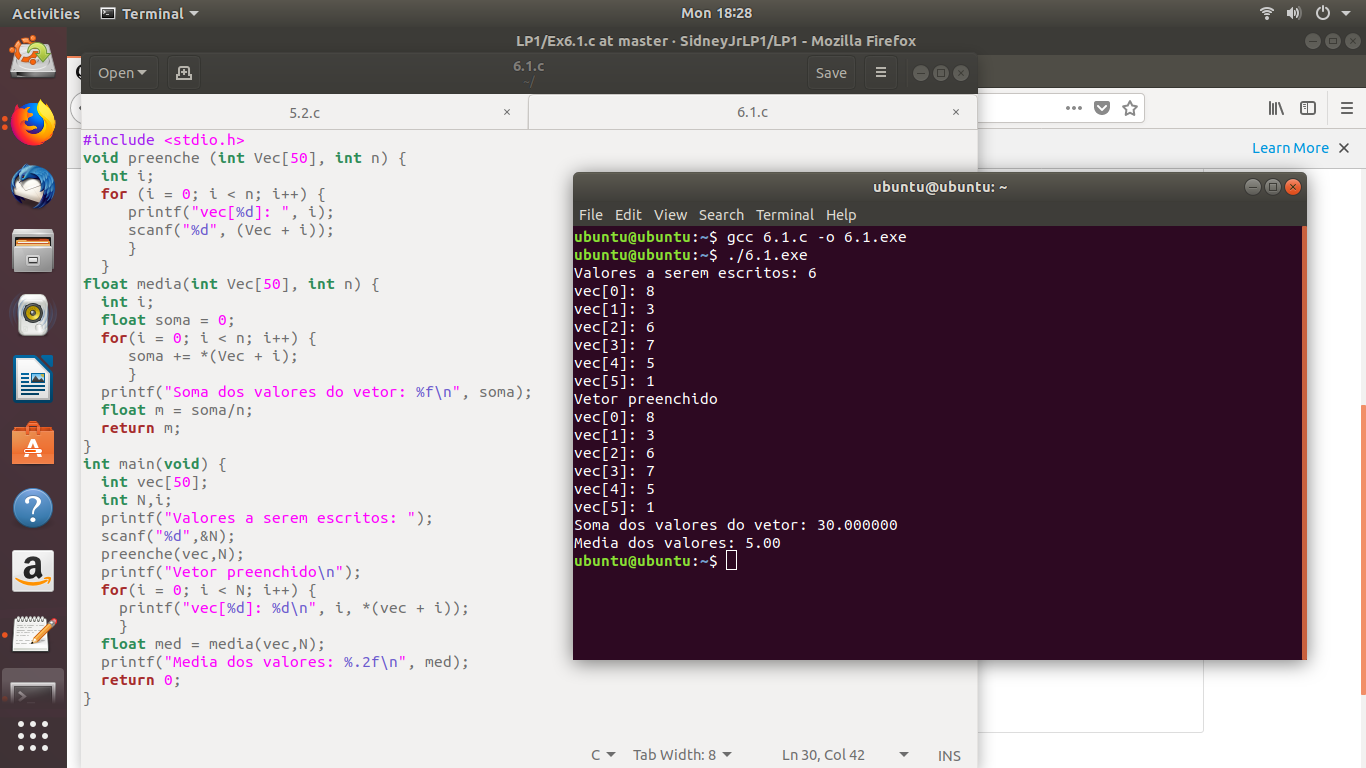 Activities Terminal Mon 18:28
LP1/Ex6.1.c at master · SidneyJrLP1/LP1 - Mozilla Firefox
Open 6.1.c Save
~/
5.2.c × 6.1.c ×
Learn More
#include <stdio.h>
void preenche (int Vec[50], int n) {
  int i;
  for (i = 0; i < n; i++) {
     printf("vec[%d]: ", i);
     scanf("%d", (Vec + i));
     }
  }
float media(int Vec[50], int n) {
  int i;
  float soma = 0;
  for(i = 0; i < n; i++) {
     soma += *(Vec + i);
     }
  printf("Soma dos valores do vetor: %f\n", soma);
  float m = soma/n;
  return m;
}
int main(void) {
  int vec[50];
  int N,i;
  printf("Valores a serem escritos: ");
  scanf("%d",&N);
  preenche(vec,N);
  printf("Vetor preenchido\n");
  for(i = 0; i < N; i++) {
    printf("vec[%d]: %d\n", i, *(vec + i));
    }
  float med = media(vec,N);
  printf("Media dos valores: %.2f\n", med);
  return 0;
}
C Tab Width: 8 Ln 30, Col 42 INS
ubuntu@ubuntu: ~
File Edit View Search Terminal Help
ubuntu@ubuntu:~$ gcc 6.1.c -o 6.1.exe
ubuntu@ubuntu:~$ ./6.1.exe
Valores a serem escritos: 6
vec[0]: 8
vec[1]: 3
vec[2]: 6
vec[3]: 7
vec[4]: 5
vec[5]: 1
Vetor preenchido
vec[0]: 8
vec[1]: 3
vec[2]: 6
vec[3]: 7
vec[4]: 5
vec[5]: 1
Soma dos valores do vetor: 30.000000
Media dos valores: 5.00
ubuntu@ubuntu:~$